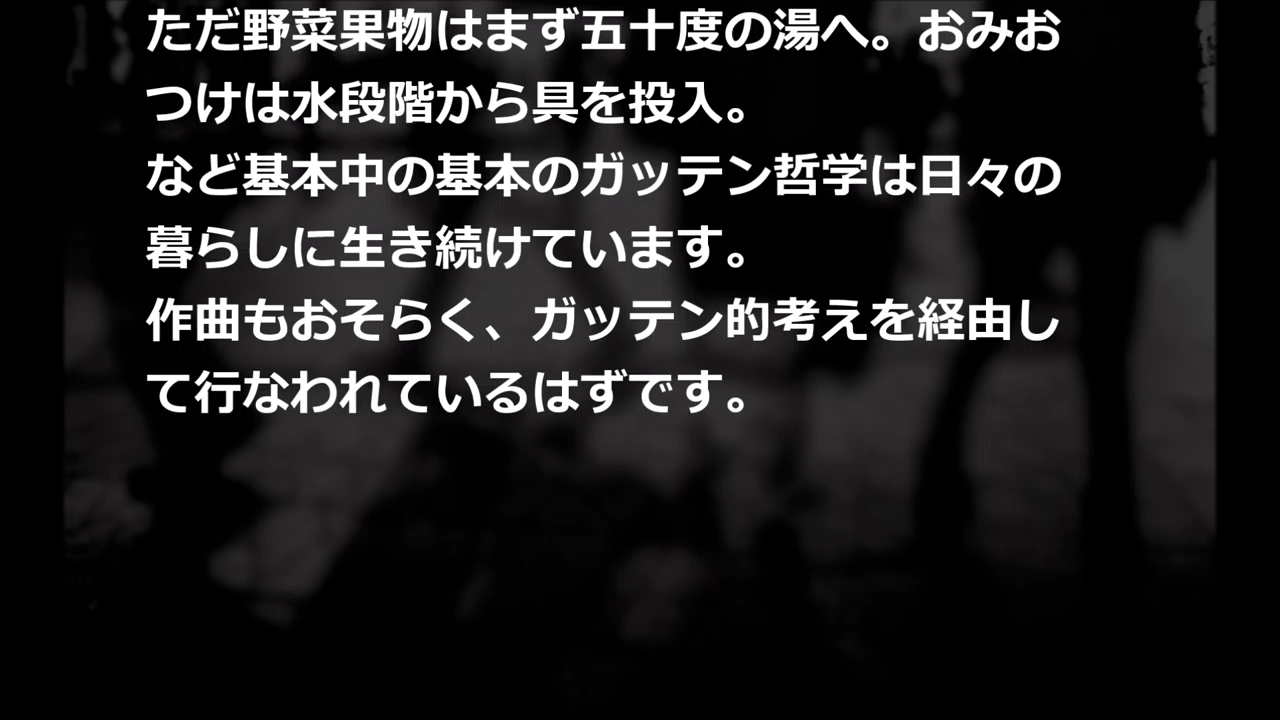 ただ野菜果物はまず五十度の湯へ。おみお
つけは水段階から具を投入。
など基本中の基本のガッテン哲学は日々の
暮らしに生き続けています。
作曲もおそらく、ガッテン的考えを経由し
て行なわれているはずです。